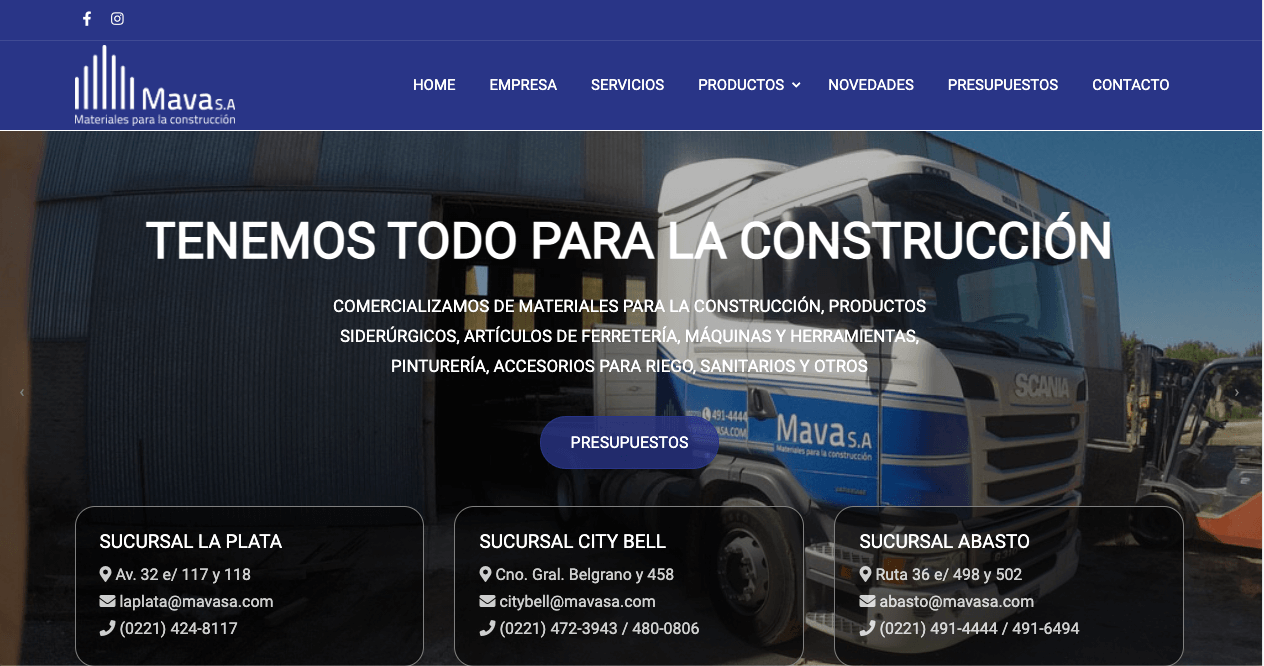 Mava S.A
Materiales para la construcción
HOME EMPRESA SERVICIOS PRODUCTOS NOVEDADES PRESUPUESTOS CONTACTO
TENEMOS TODO PARA LA CONSTRUCCIÓN
COMERCIALIZAMOS DE MATERIALES PARA LA CONSTRUCCIÓN, PRODUCTOS
SIDERÚRGICOS, ARTÍCULOS DE FERRETERÍA, MÁQUINAS Y HERRAMIENTAS,
PINTURERÍA, ACCESORIOS PARA RIEGO, SANITARIOS Y OTROS
SCANIA
491-4444
Mava S.A
Materiales para la construcción
PRESUPUESTOS
SUCURSAL LA PLATA
Av. 32 e/ 117 y 118
laplata@mavasa.com
(0221) 424-8117
SUCURSAL CITY BELL
Cno. Gral. Belgrano y 458
citybell@mavasa.com
(0221) 472-3943 / 480-0806
SUCURSAL ABASTO
Ruta 36 e/ 498 y 502
abasto@mavasa.com
(0221) 491-4444 / 491-6494